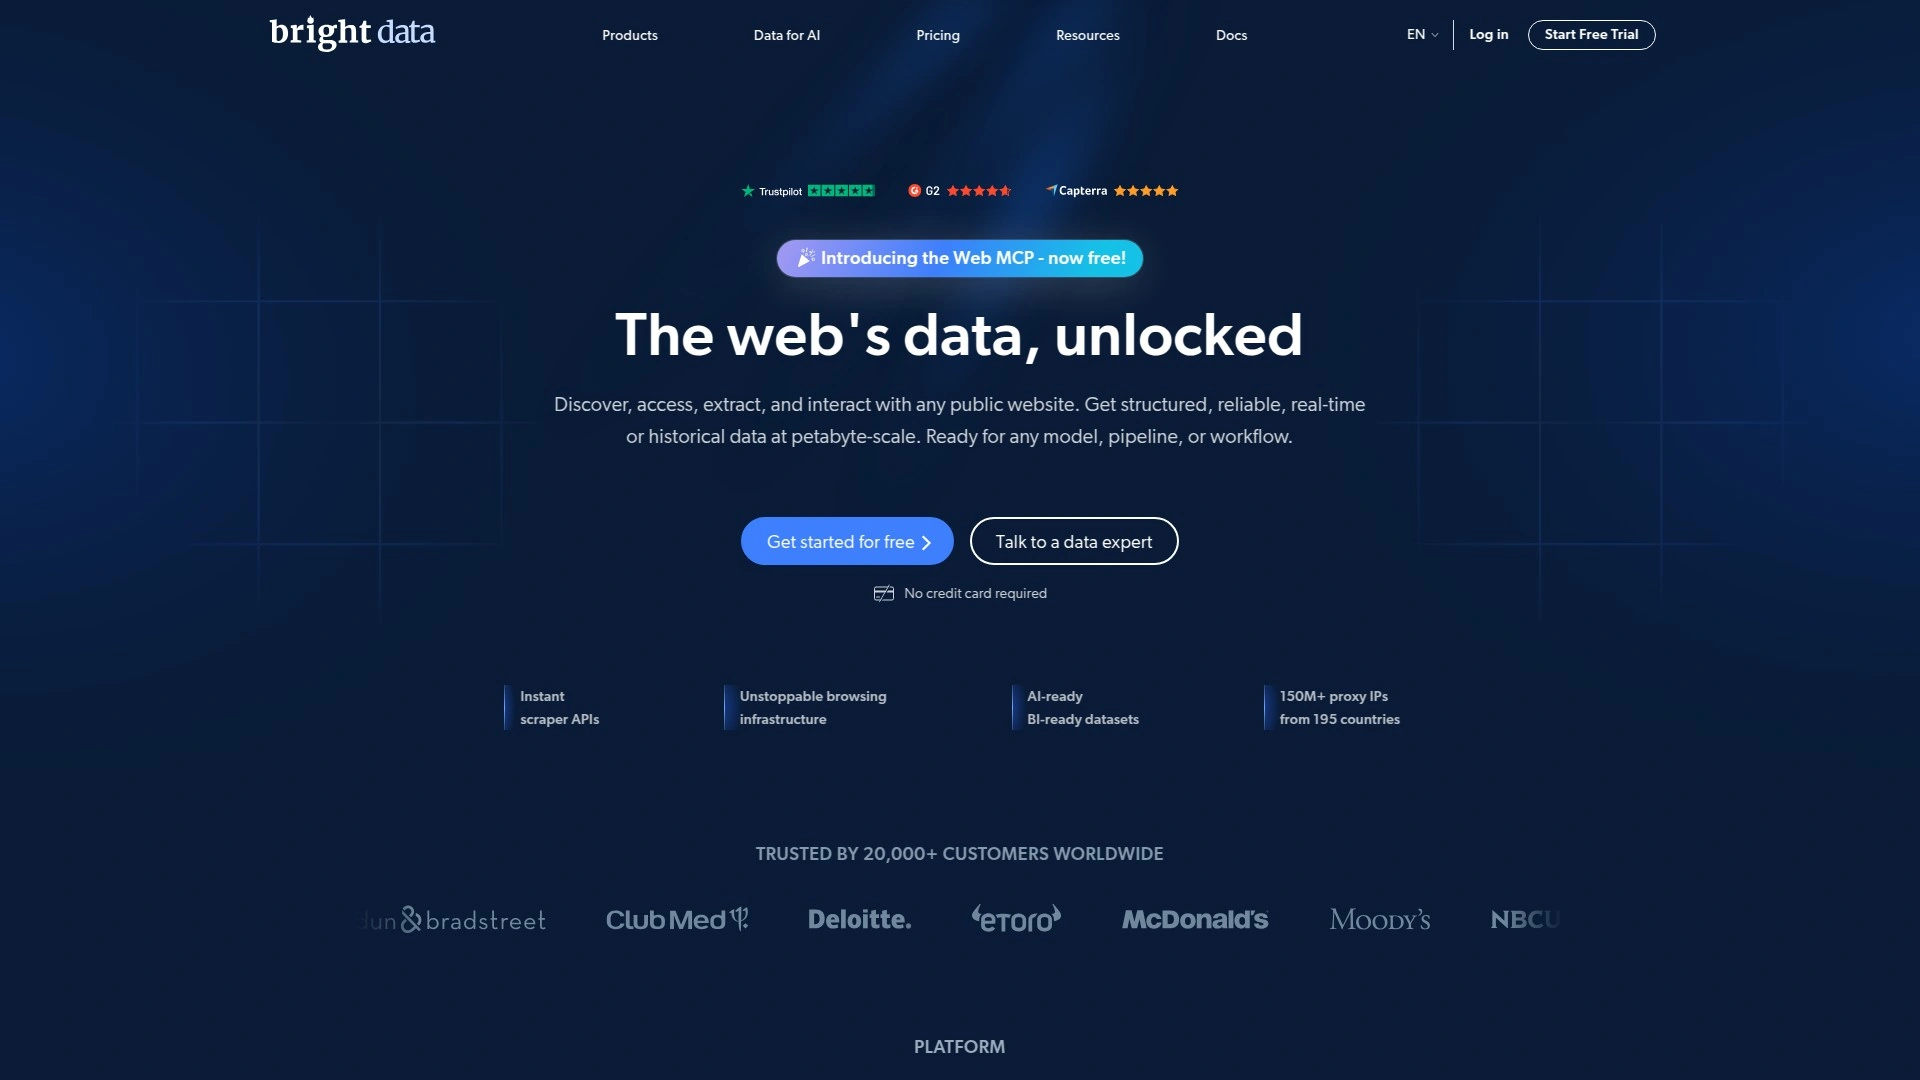 bright data
Products
Data for AI
Pricing
Resources
Docs
EN
Log in
Start Free Trial
Trustpilot
G2
Capterra
Introducing the Web MCP - now free!
The web's data, unlocked
Discover, access, extract, and interact with any public website. Get structured, reliable, real-time
or historical data at petabyte-scale. Ready for any model, pipeline, or workflow.
Get started for free
Talk to a data expert
No credit card required
Instant
scraper APIs
Unstoppable browsing
infrastructure
AI-ready
BI-ready datasets
150M+ proxy IPs
from 195 countries
TRUSTED BY 20,000+ CUSTOMERS WORLDWIDE
dun & bradstreet
Club Med
Deloitte.
eToro
McDonald's
Moody's
NBCU
PLATFORM